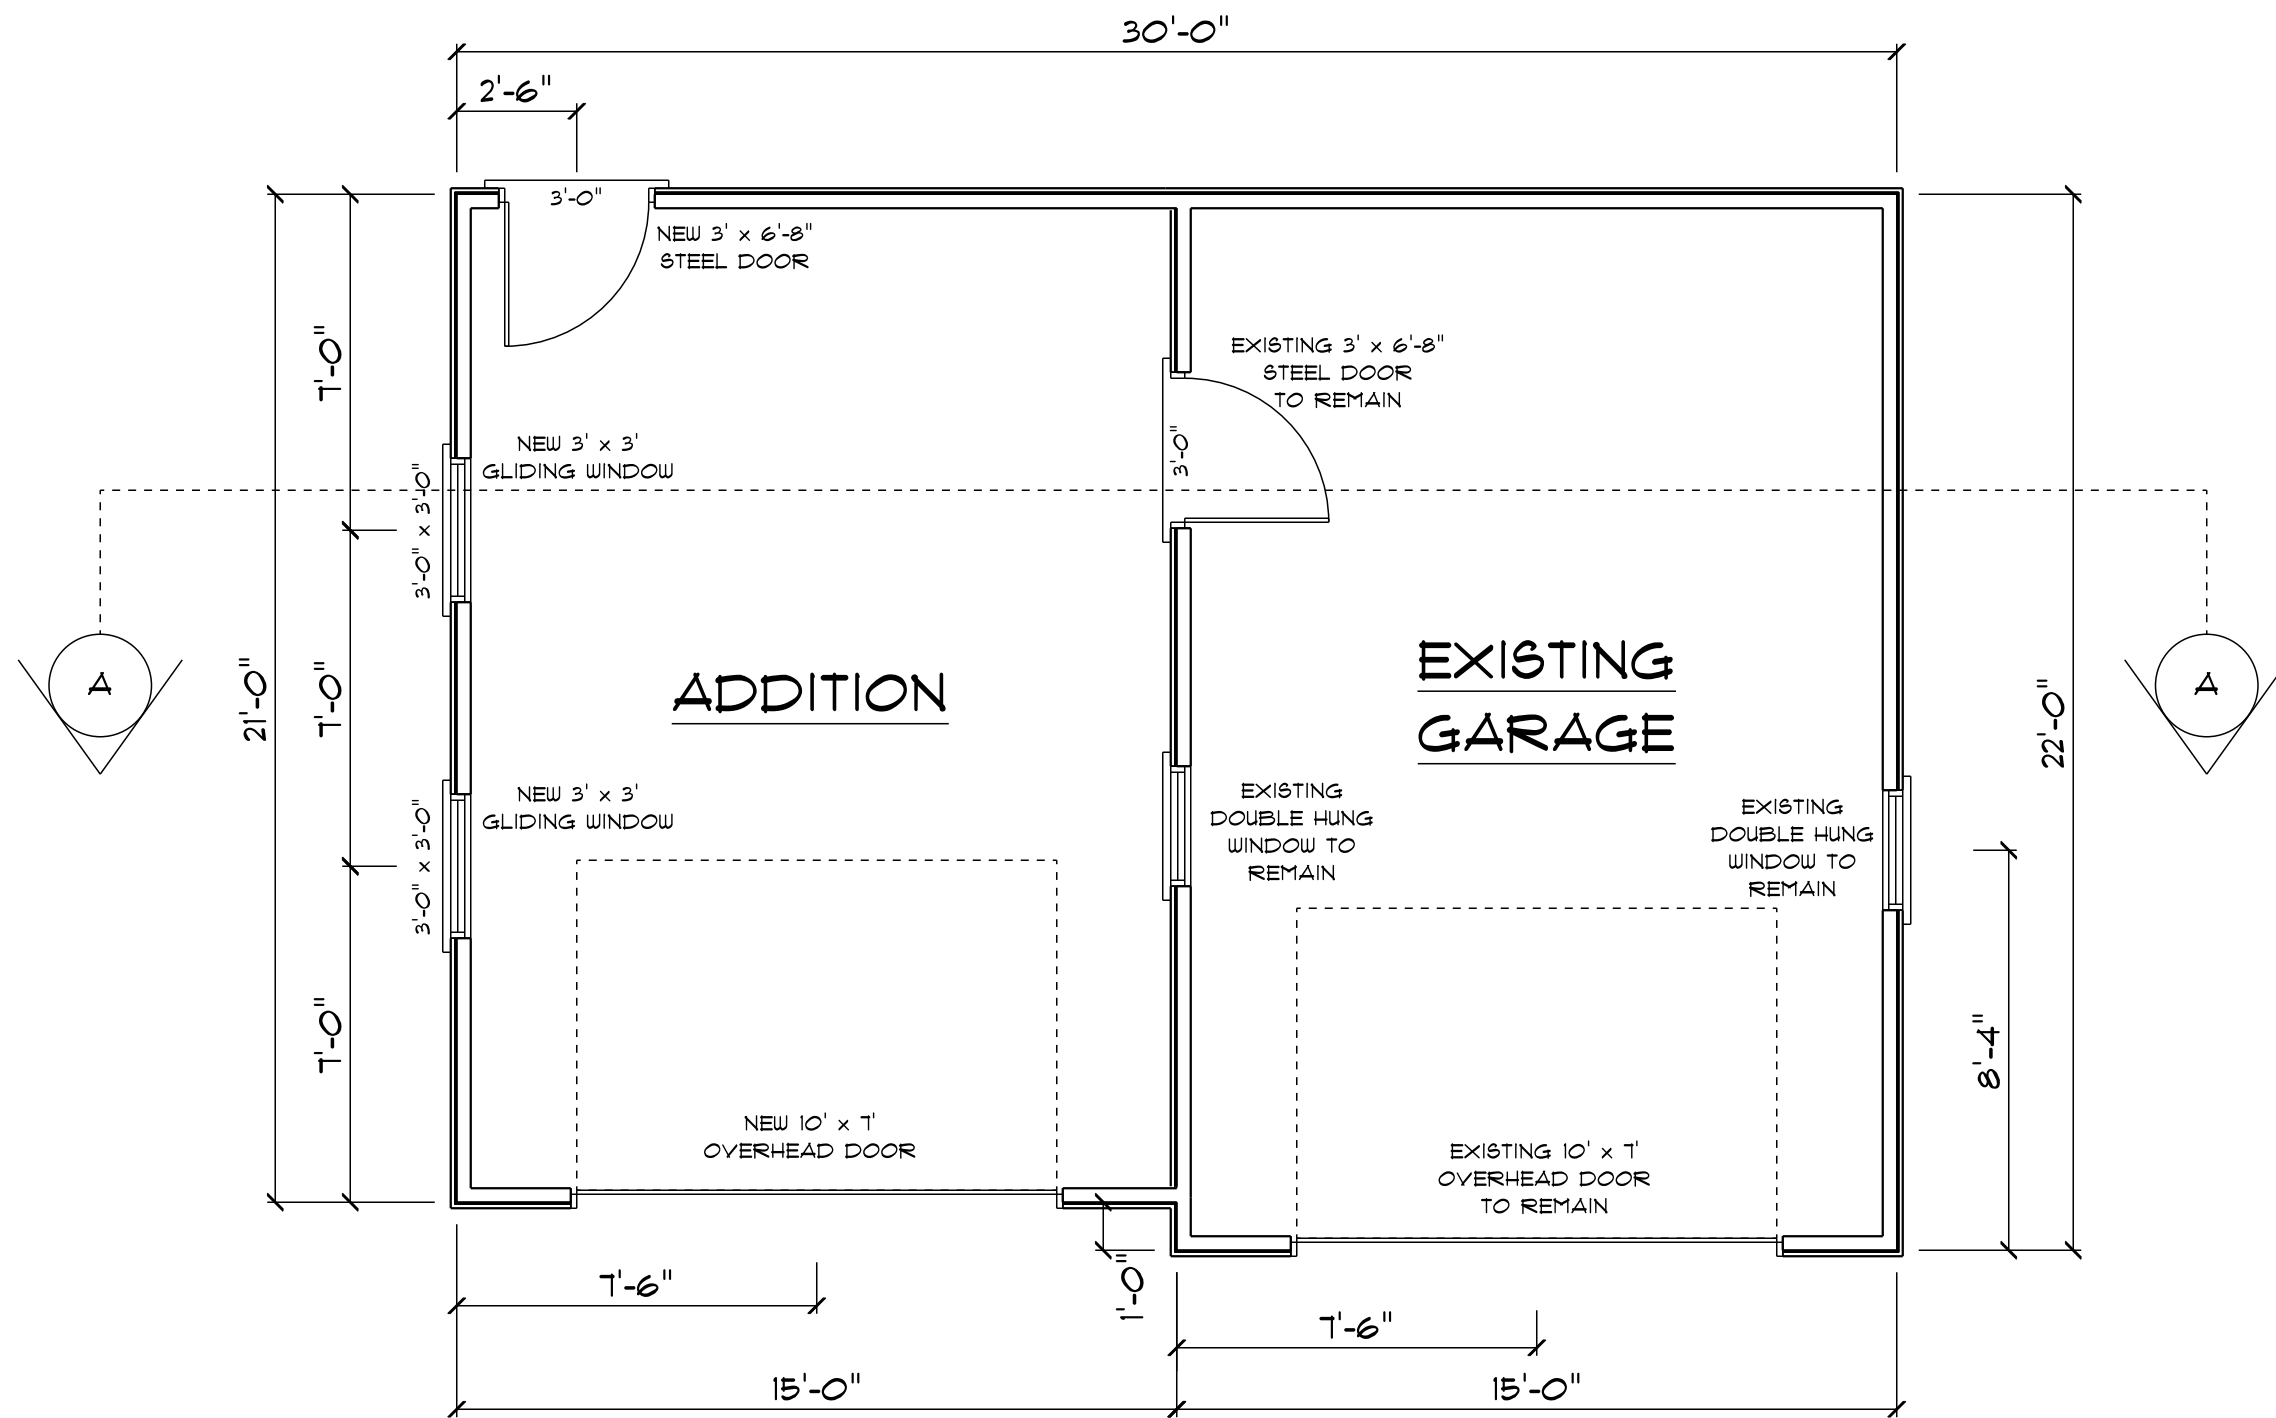 30'-0"
2'-6"
3'-0"
NEW 3' x 6'-8"
STEEL DOOR
EXISTING 3' x 6'-8"
STEEL DOOR
TO REMAIN
7'-0"
3'-0"
NEW 3' x 3'
GLIDING WINDOW
3'-0" x 3'-0"
A
21'-0"
7'-0"
ADDITION
EXISTING
GARAGE
22'-0"
A
NEW 3' x 3'
GLIDING WINDOW
3'-0" x 3'-0"
EXISTING
DOUBLE HUNG
WINDOW TO
REMAIN
EXISTING
DOUBLE HUNG
WINDOW TO
REMAIN
7'-0"
8'-4"
NEW 10' x 7'
OVERHEAD DOOR
EXISTING 10' x 7'
OVERHEAD DOOR
TO REMAIN
7'-6"
1'-0"
7'-6"
15'-0"
15'-0"